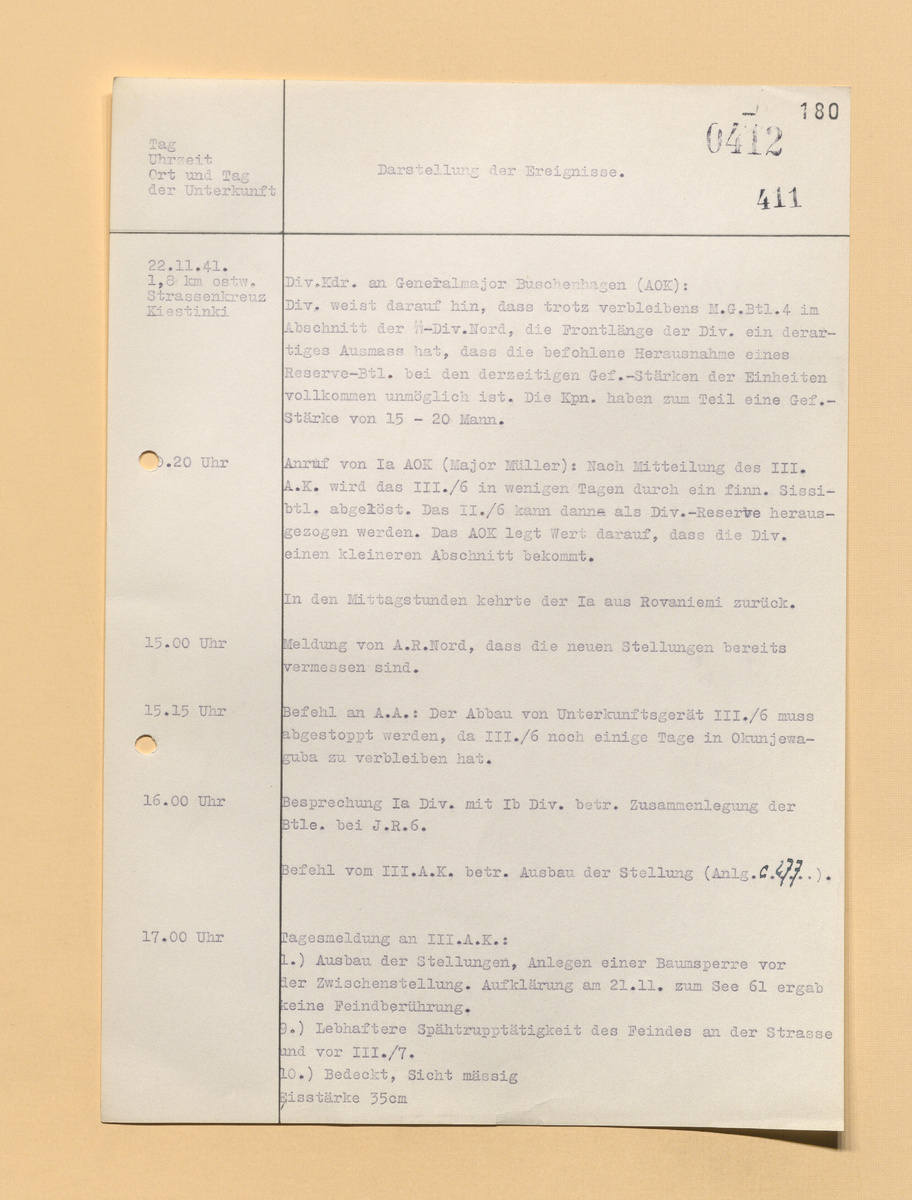 180
0412
411
Tag
Uhrzeit
Ort und Tag
der Unterkunft
Darstellung der Ereignisse.
22.11.41.
1,8 km ostw.
Strassenkreuz
Kiestinki
Div.Kdr. an Generalmajor Buschenhagen (AOK):
Div. weist darauf hin, dass trotz verbleibens M.G.Btl.4 im
Abschnitt der ᛋᛋ-Div.Nord, die Frontlänge der Div. ein derar-
tiges Ausmass hat, dass die befohlene Herausnahme eines
Reserve-Btl. bei den derzeitigen Gef.-Stärken der Einheiten
vollkommen unmöglich ist. Die Kpn. haben zum Teil eine Gef.-
Stärke von 15 - 20 Mann.
.20 Uhr
Anruf von Ia AOK (Major Müller): Nach Mitteilung des III.
A.K. wird das III./6 in wenigen Tagen durch ein finn. Sissi-
btl. abgelöst. Das II./6 kann danne als Div.-Reserve heraus-
gezogen werden. Das AOK legt Wert darauf, dass die Div.
einen kleineren Abschnitt bekommt.
In den Mittagstunden kehrte der Ia aus Rovaniemi zurück.
15.00 Uhr
Meldung von A.R.Nord, dass die neuen Stellungen bereits
vermessen sind.
15.15 Uhr
Befehl an A.A.: Der Abbau von Unterkunftsgerät III./6 muss
abgestoppt werden, da III./6 noch einige Tage in Okunjewa-
guba zu verbleiben hat.
16.00 Uhr
Besprechung Ia Div. mit Ib Div. betr. Zusammenlegung der
Btle. bei J.R.6.
Befehl vom III.A.K. betr. Ausbau der Stellung (Anlg.C.477..).
17.00 Uhr
Tagesmeldung an III.A.K.:
1.) Ausbau der Stellungen, Anlegen einer Baumsperre vor
der Zwischenstellung. Aufklärung am 21.11. zum See 61 ergab
keine Feindberührung.
9.) Lebhaftere Spähtrupptätigkeit des Feindes an der Strasse
und vor III./7.
10.) Bedeckt, Sicht mässig
Eisstärke 35cm